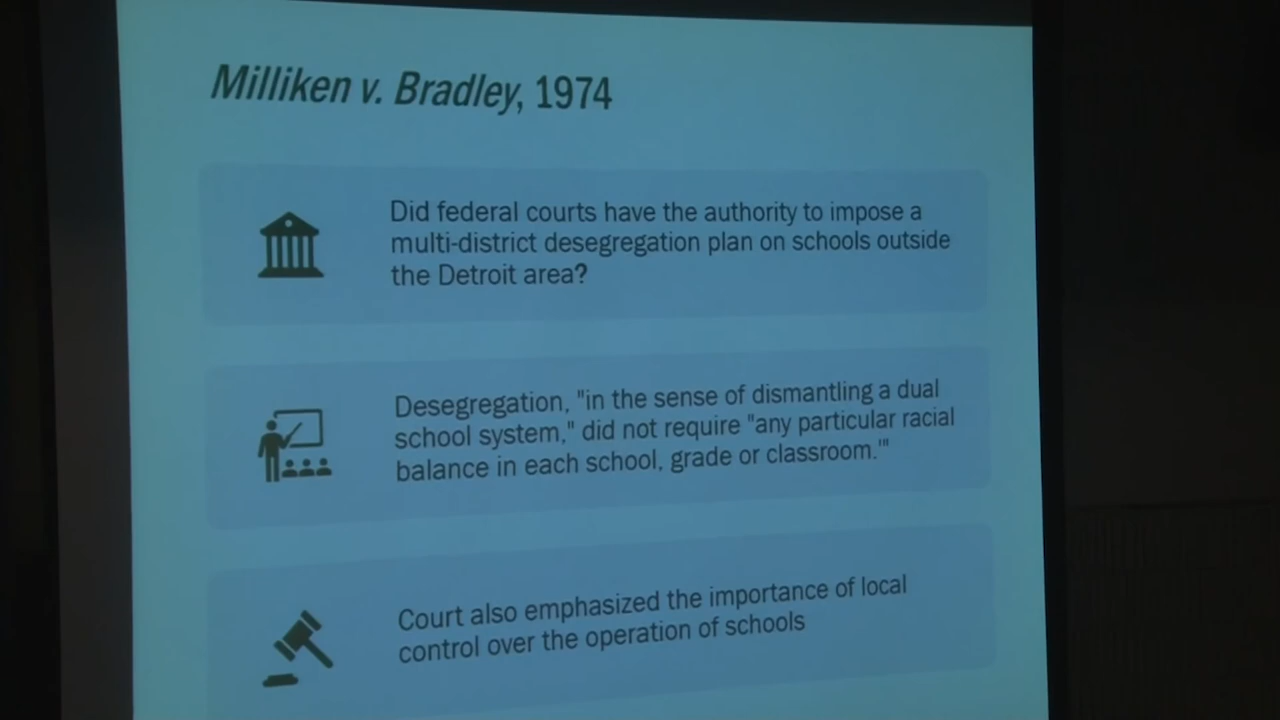 Milliken v. Bradley, 1974
Did federal courts have the authority to impose a
multi-district desegregation plan on schools outside
the Detroit area?
Desegregation, "in the sense of dismantling a dual
school system," did not require "any particular racial
balance in each school, grade or classroom.'"
Court also emphasized the importance of local
control over the operation of schools